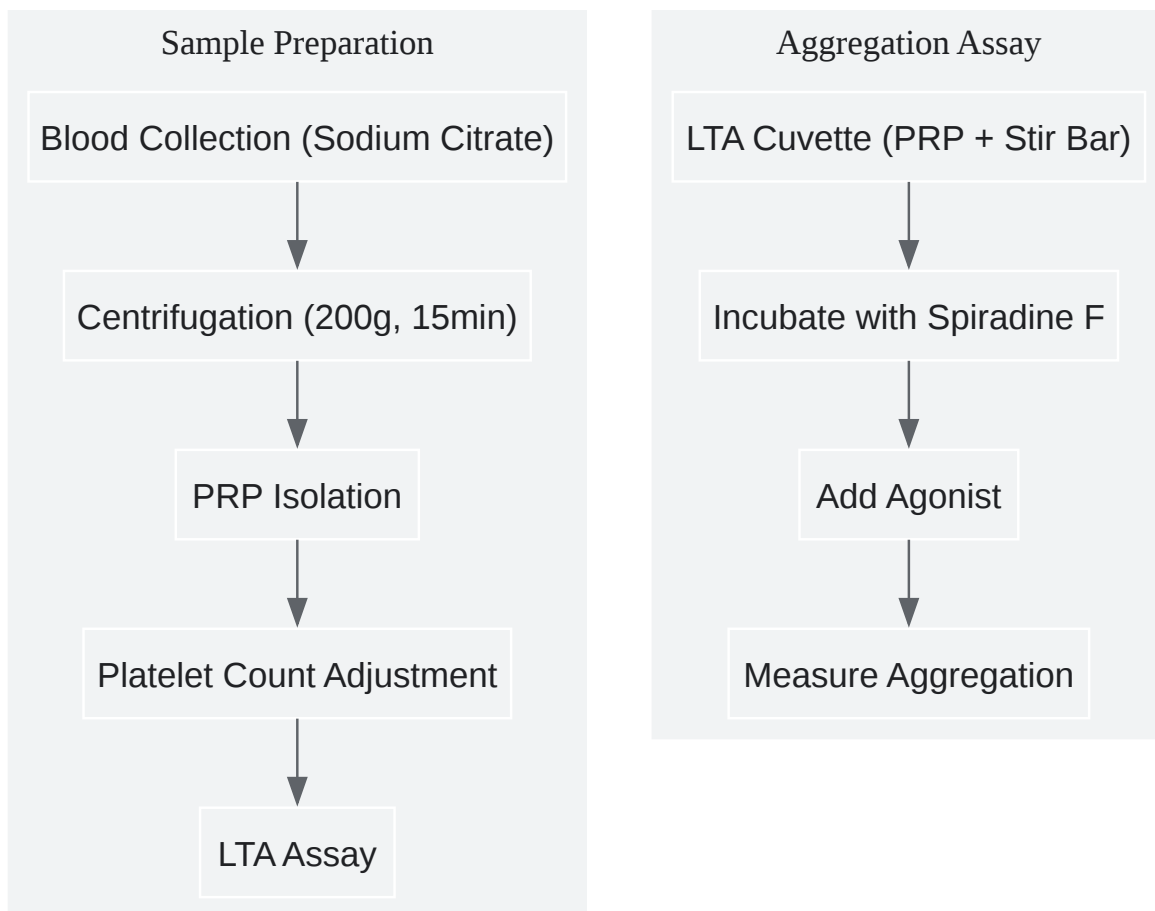 Sample Preparation
Blood Collection (Sodium Citrate)
Centrifugation (200g, 15min)
PRP Isolation
Platelet Count Adjustment
LTA Assay
Aggregation Assay
LTA Cuvette (PRP + Stir Bar)
Incubate with Spiradine F
Add Agonist
Measure Aggregation